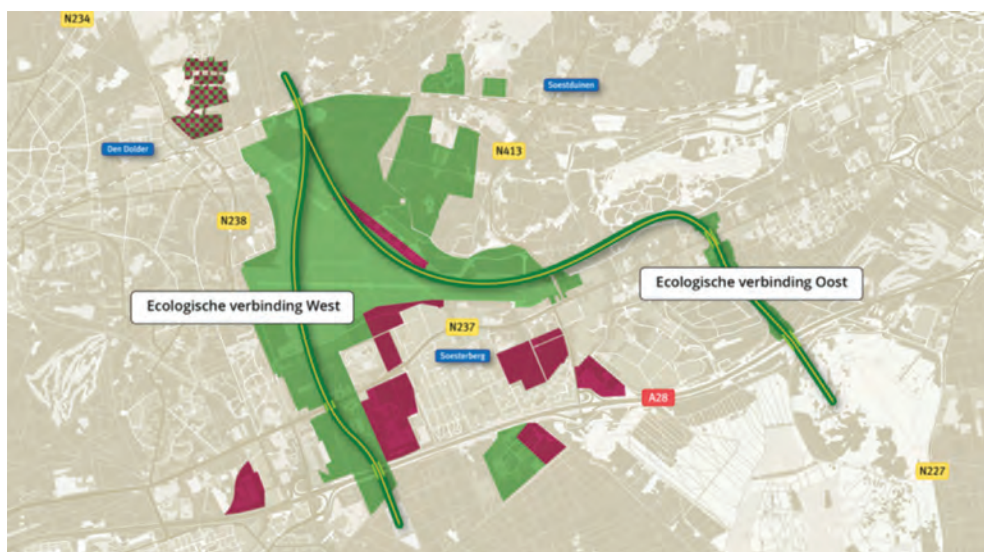 N234
Soestduinen
Den Dolder
N413
N238
Ecologische verbinding Oost
Ecologische verbinding West
N237
Soesterberg
A28
N227